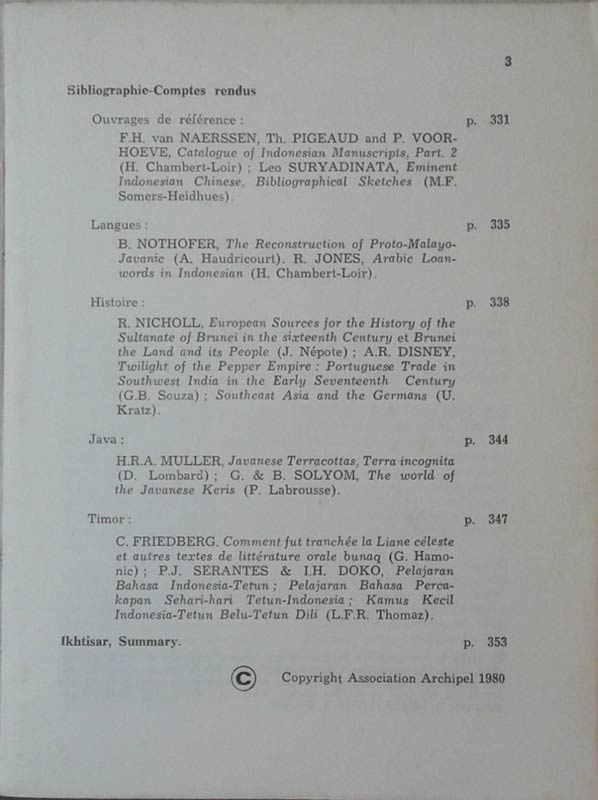 3
Bibliographie-Comptes rendus
Ouvrages de référence : p. 331
F.H. van NAERSSEN, Th. PIGEAUD and P. VOOR-
HOEVE, Catalogue of Indonesian Manuscripts, Part. 2
(H. Chambert-Loir) ; Leo SURYADINATA, Eminent
Indonesian Chinese, Bibliographical Sketches (M.F.
Somers-Heidhues).
Langues : p. 335
B. NOTHOFER, The Reconstruction of Proto-Malayo-
Javanic (A. Haudricourt). R. JONES, Arabic Loan-
words in Indonesian (H. Chambert-Loir).
Histoire : p. 338
R. NICHOLL, European Sources for the History of the
Sultanate of Brunei in the sixteenth Century et Brunei
the Land and its People (J. Népote) ; A.R. DISNEY,
Twilight of the Pepper Empire : Portuguese Trade in
Southwest India in the Early Seventeenth Century
(G.B. Souza) ; Southeast Asia and the Germans (U.
Kratz).
Java : p. 344
H.R.A. MULLER, Javanese Terracottas, Terra incognita
(D. Lombard) ; G. & B. SOLYOM, The world of
the Javanese Keris (P. Labrousse).
Timor : p. 347
C. FRIEDBERG, Comment fut tranchée la Liane céleste
et autres textes de littérature orale bunaq (G. Hamo-
nic) ; P.J. SERANTES & I.H. DOKO, Pelajaran
Bahasa Indonesia-Tetun ; Pelajaran Bahasa Perca-
kapan Sehari-hari Tetun-Indonesia ; Kamus Kecil
Indonesia-Tetun Belu-Tetun Dili (L.F.R. Thomaz).
Ikhtisar, Summary. p. 353
© Copyright Association Archipel 1980